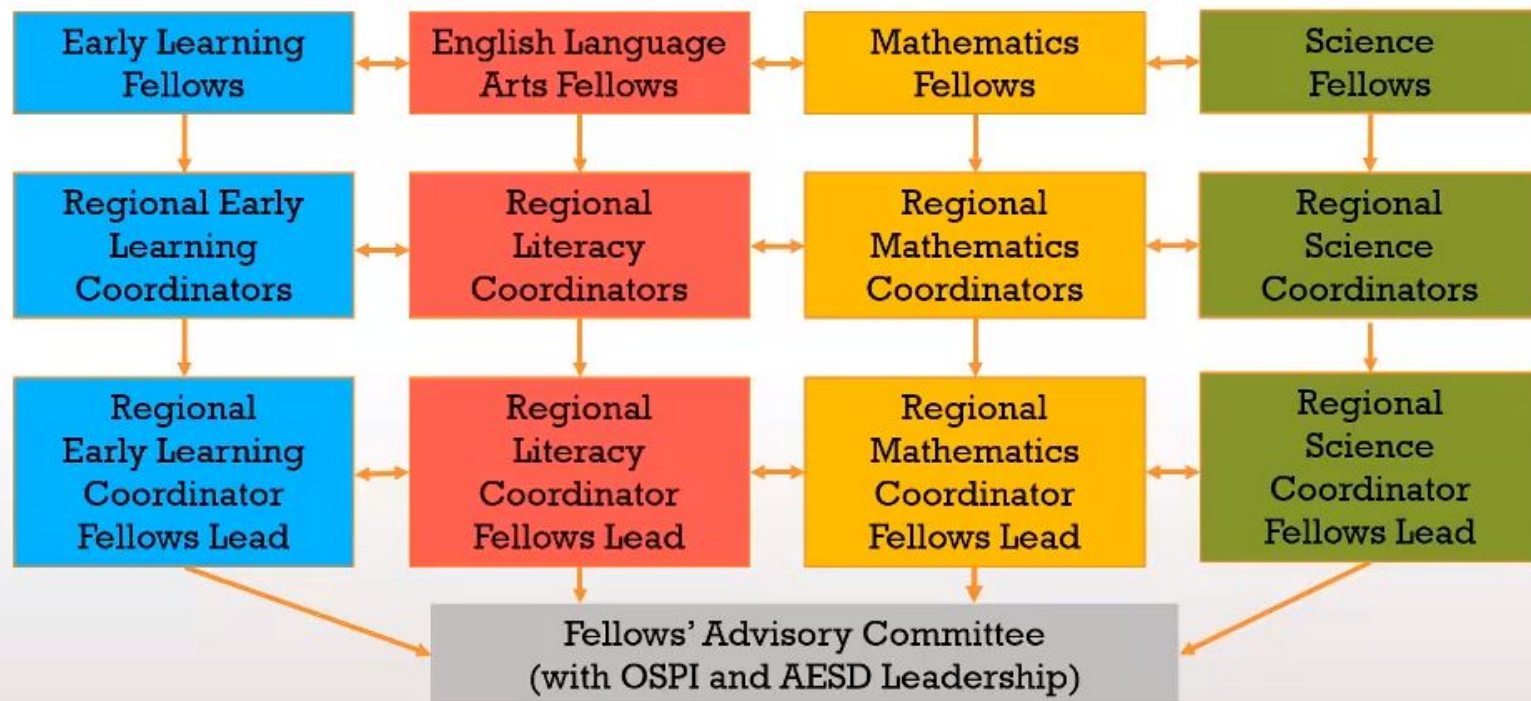 Early Learning
Fellows
English Language
Arts Fellows
Mathematics
Fellows
Science
Fellows
Regional Early
Learning
Coordinators
Regional
Literacy
Coordinators
Regional
Mathematics
Coordinators
Regional
Science
Coordinators
Regional
Early Learning
Coordinator
Fellows Lead
Regional
Literacy
Coordinator
Fellows Lead
Regional
Mathematics
Coordinator
Fellows Lead
Regional
Science
Coordinator
Fellows Lead
Fellows’ Advisory Committee
(with OSPI and AESD Leadership)